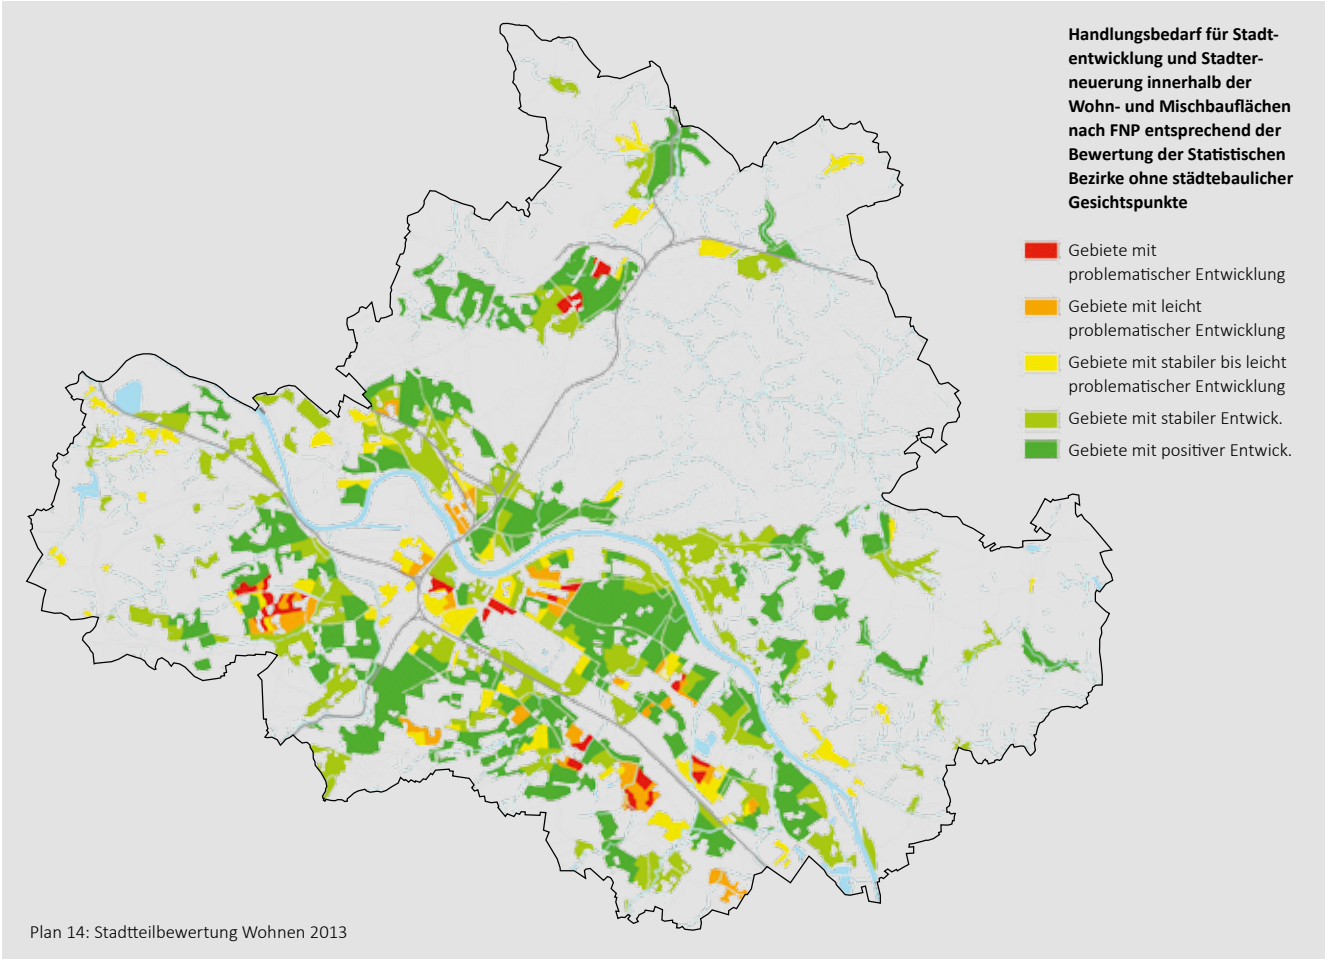 Handlungsbedarf für Stadt-
entwicklung und Stadter-
neuerung innerhalb der
Wohn- und Mischbauflächen
nach FNP entsprechend der
Bewertung der Statistischen
Bezirke ohne städtebaulicher
Gesichtspunkte
Gebiete mit
problematischer Entwicklung
Gebiete mit leicht
problematischer Entwicklung
Gebiete mit stabiler bis leicht
problematischer Entwicklung
Gebiete mit stabiler Entwick.
Gebiete mit positiver Entwick.
Plan 14: Stadtteilbewertung Wohnen 2013